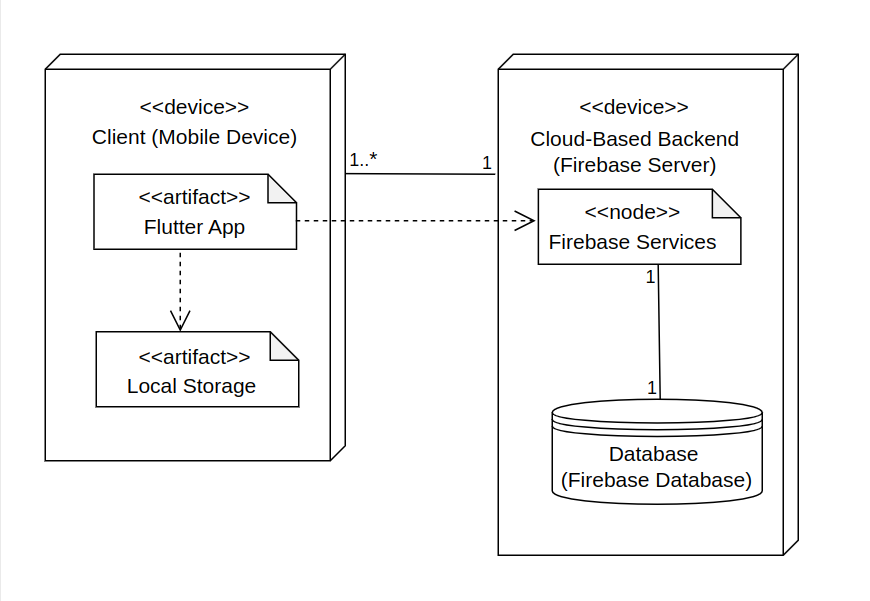 <<device>>
Client (Mobile Device)
<<artifact>>
Flutter App
<<artifact>>
Local Storage
1..*
1
<<device>>
Cloud-Based Backend
(Firebase Server)
<<node>>
Firebase Services
1
1
Database
(Firebase Database)